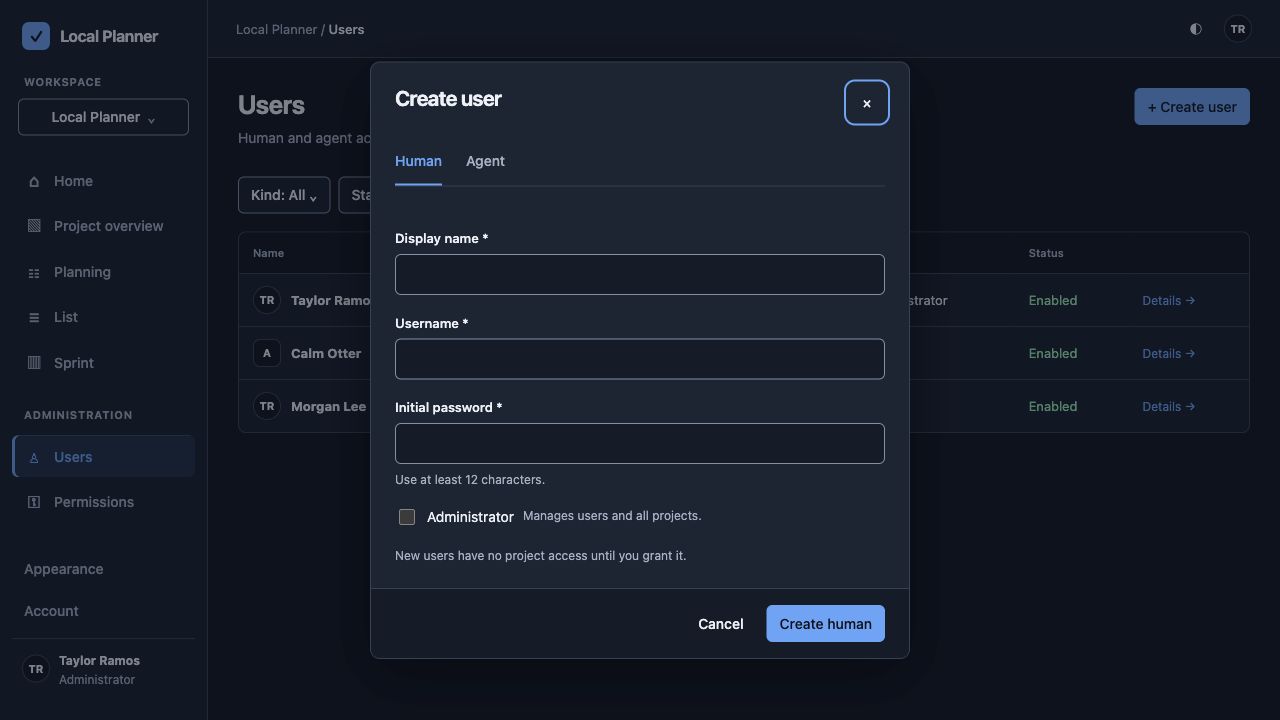 Local Planner
WORKSPACE
Local Planner
Home
Project overview
Planning
List
Sprint
ADMINISTRATION
Users
Permissions
Appearance
Account
TR
Taylor Ramos
Administrator
Local Planner / Users
TR
Users
Human and agent ac
+ Create user
Kind: All
Sta
Name
Status
TR Taylor Ramo strator Enabled Details →
A Calm Otter Enabled Details →
TR Morgan Lee Enabled Details →
Create user
×
Human Agent
Display name *
Username *
Initial password *
Use at least 12 characters.
Administrator Manages users and all projects.
New users have no project access until you grant it.
Cancel Create human